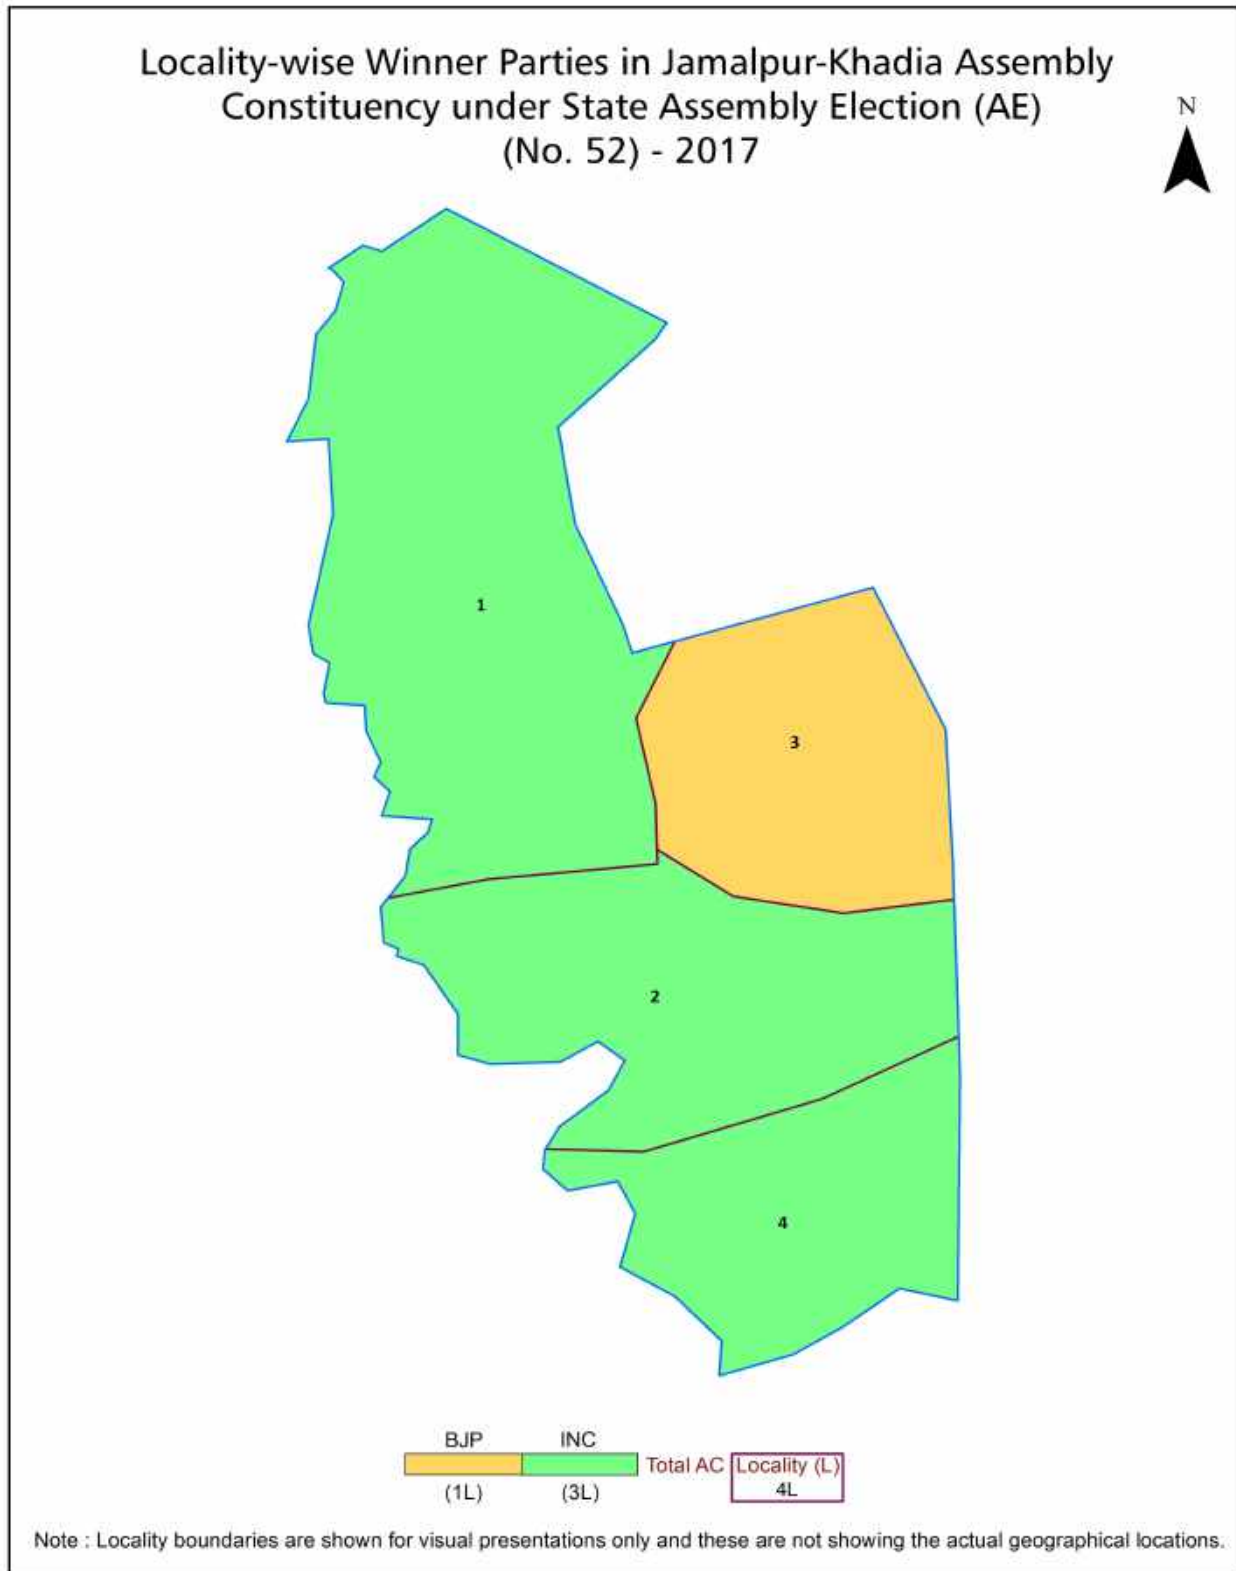 Locality-wise Winner Parties in Jamalpur-Khadia Assembly
Constituency under State Assembly Election (AE)
(No. 52) - 2017
N
1
3
2
4
BJP INC
Total AC Locality (L)
(1L) (3L) 4L
Note : Locality boundaries are shown for visual presentations only and these are not showing the actual geographical locations.